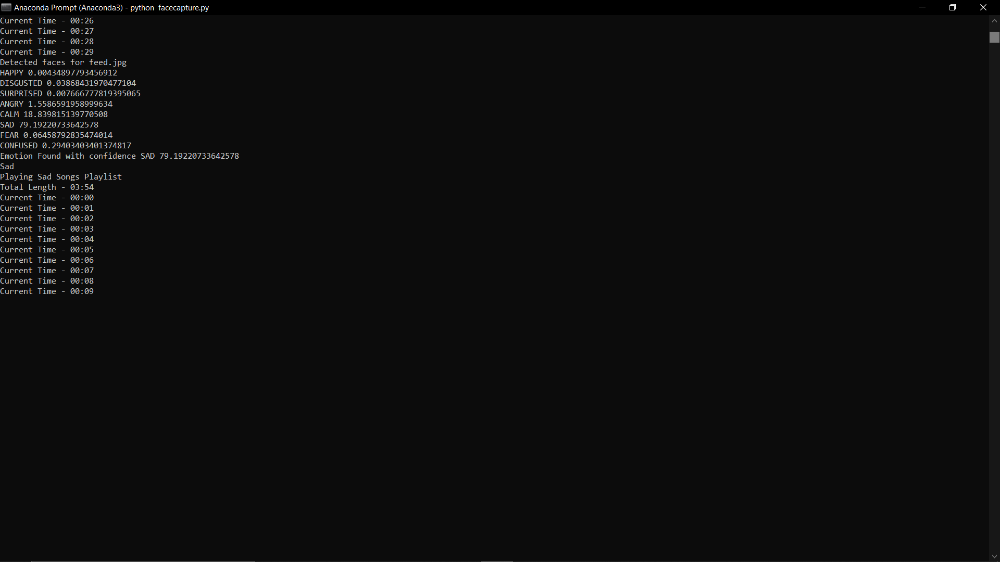 Anaconda Prompt (Anaconda3) - python  facecapture.py
Current Time - 00:26
Current Time - 00:27
Current Time - 00:28
Current Time - 00:29
Detected faces for feed.jpg
HAPPY 0.00434897793456912
DISGUSTED 0.03868431970477104
SURPRISED 0.007666777819395065
ANGRY 1.5586591958999634
CALM 18.839815139770508
SAD 79.19220733642578
FEAR 0.06458792835474014
CONFUSED 0.29403403401374817
Emotion Found with confidence SAD 79.19220733642578
Sad
Playing Sad Songs Playlist
Total Length - 03:54
Current Time - 00:00
Current Time - 00:01
Current Time - 00:02
Current Time - 00:03
Current Time - 00:04
Current Time - 00:05
Current Time - 00:06
Current Time - 00:07
Current Time - 00:08
Current Time - 00:09